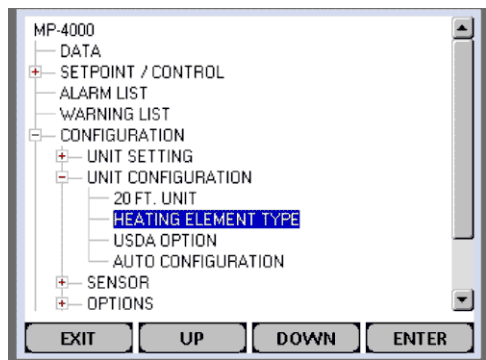 MP-4000
DATA
SETPOINT / CONTROL
ALARM LIST
WARNING LIST
CONFIGURATION
UNIT SETTING
UNIT CONFIGURATION
20 FT. UNIT
HEATING ELEMENT TYPE
USDA OPTION
AUTO CONFIGURATION
SENSOR
OPTIONS
EXIT UP DOWN ENTER